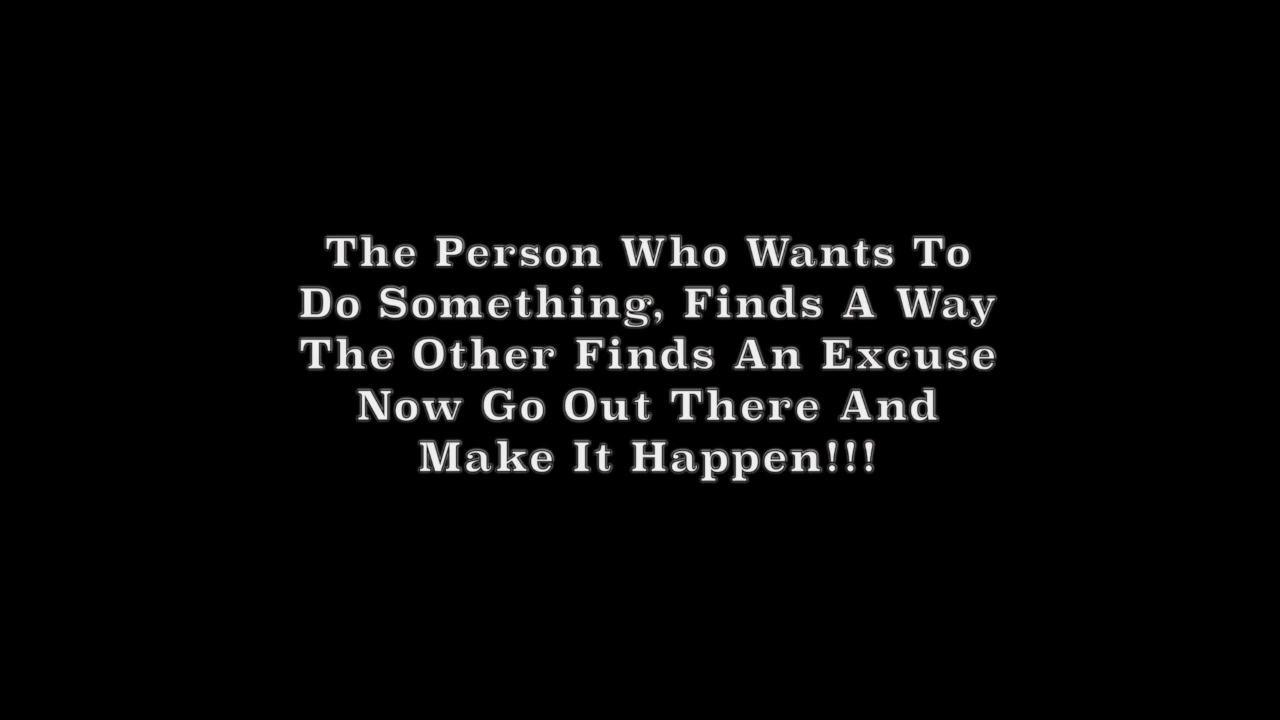 The Person Who Wants To
Do Something, Finds A Way
The Other Finds An Excuse
Now Go Out There And
Make It Happen!!!